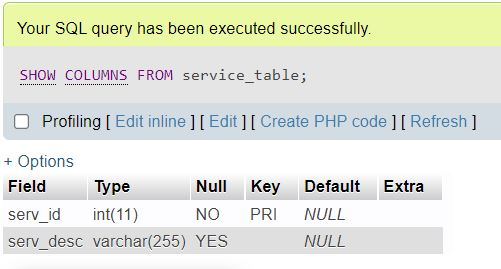 Your SQL query has been executed successfully.
SHOW COLUMNS FROM service_table;
Profiling [ Edit inline ] [ Edit ] [ Create PHP code ] [ Refresh ]
+ Options
Field Type Null Key Default Extra
serv_id int(11) NO PRI NULL
serv_desc varchar(255) YES NULL